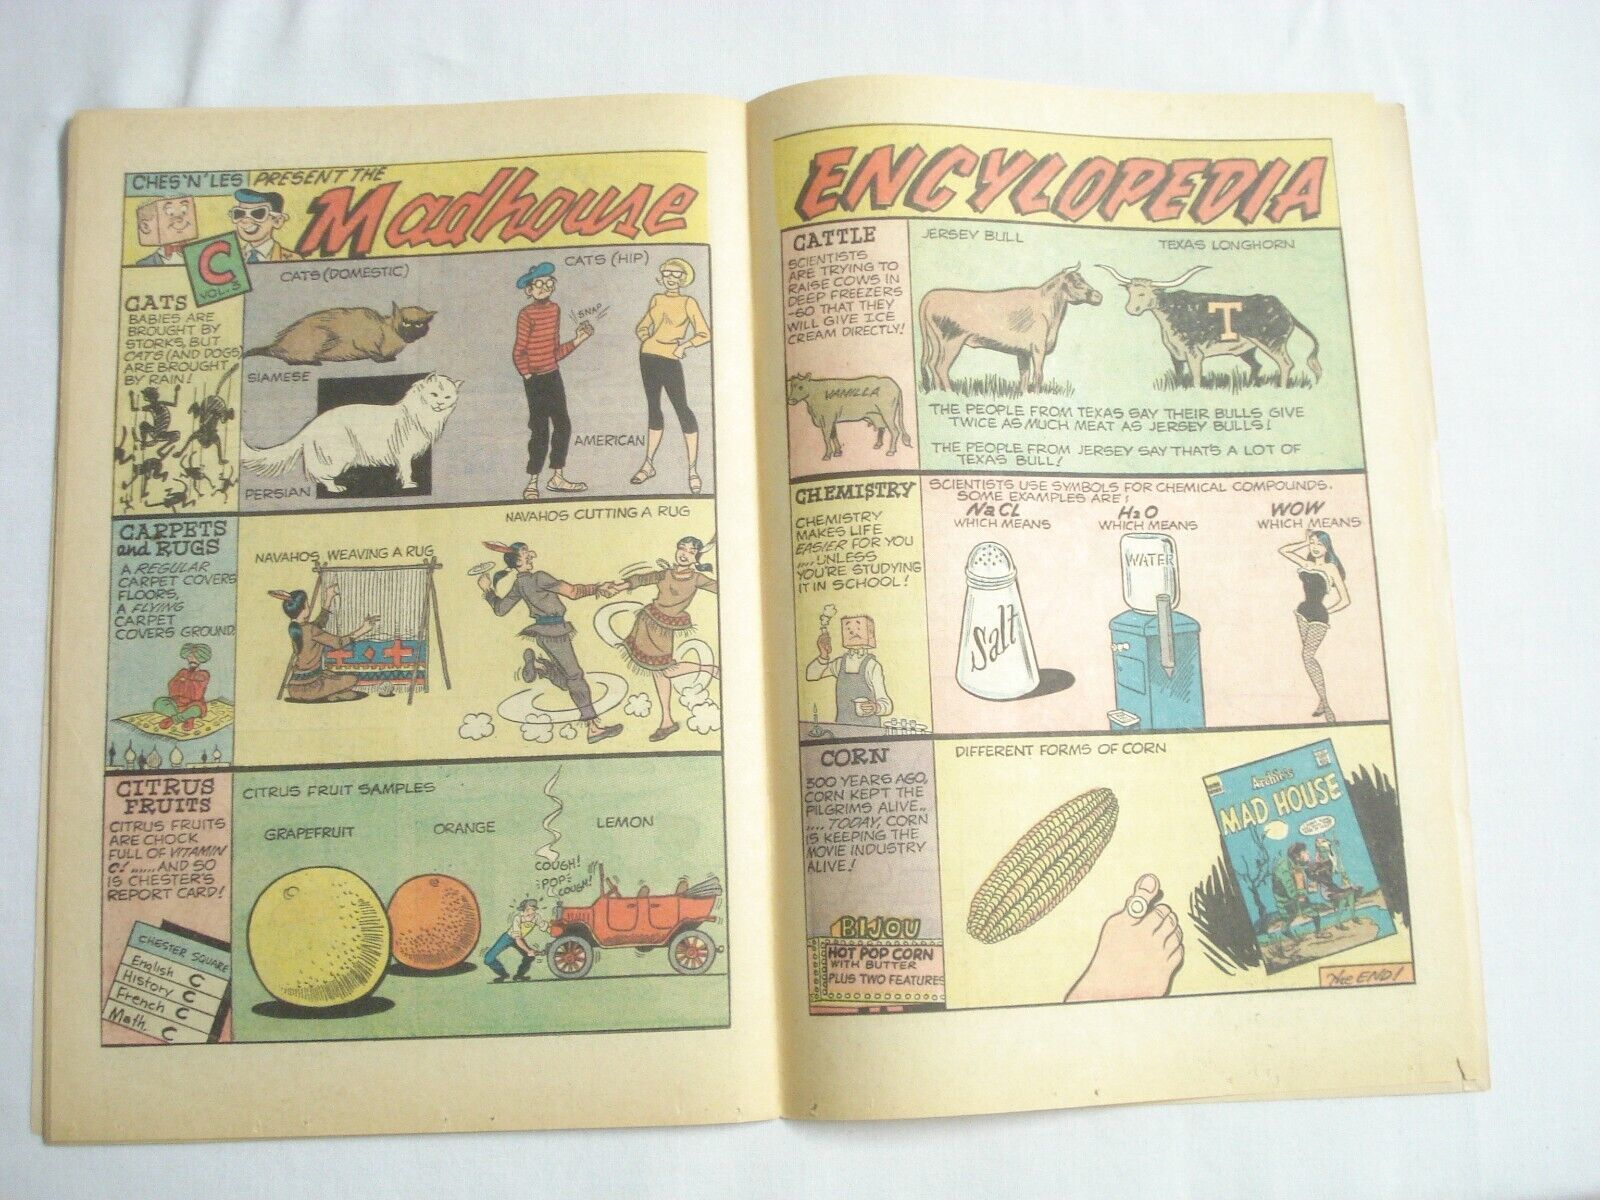 CHES 'N' LES PRESENT THE
Madhouse
C
VOL. 3
CATS
BABIES ARE
BROUGHT BY
STORKS, BUT
CATS (AND DOGS)
ARE BROUGHT
BY RAIN!
CATS (DOMESTIC)
SIAMESE
PERSIAN
CATS (HIP)
SNAP
AMERICAN
CARPETS
and RUGS
A REGULAR
CARPET COVERS
FLOORS,
A FLYING
CARPET
COVERS GROUND.
NAVAHOS WEAVING A RUG
NAVAHOS CUTTING A RUG
CITRUS
FRUITS
CITRUS FRUITS
ARE CHOCK
FULL OF VITAMIN
C! ...... AND SO
IS CHESTER'S
REPORT CARD!
CHESTER SQUARE
English C
History C
French C
Math. C
CITRUS FRUIT SAMPLES
GRAPEFRUIT
ORANGE
LEMON
COUGH!
POP
COUGH!
ENCYLOPEDIA
CATTLE
SCIENTISTS
ARE TRYING TO
RAISE COWS IN
DEEP FREEZERS
-SO THAT THEY
WILL GIVE ICE
CREAM DIRECTLY!
VANILLA
JERSEY BULL
TEXAS LONGHORN
T
THE PEOPLE FROM TEXAS SAY THEIR BULLS GIVE
TWICE AS MUCH MEAT AS JERSEY BULLS!
THE PEOPLE FROM JERSEY SAY THAT'S A LOT OF
TEXAS BULL!
CHEMISTRY
CHEMISTRY
MAKES LIFE
EASIER FOR YOU
.... UNLESS
YOU'RE STUDYING
IT IN SCHOOL!
SCIENTISTS USE SYMBOLS FOR CHEMICAL COMPOUNDS.
SOME EXAMPLES ARE:
NaCL
WHICH MEANS
Salt
H2O
WHICH MEANS
WATER
WOW
WHICH MEANS
CORN
300 YEARS AGO,
CORN KEPT THE
PILGRIMS ALIVE..
.... TODAY, CORN
IS KEEPING THE
MOVIE INDUSTRY
ALIVE!
BIJOU
HOT POP CORN
WITH BUTTER
PLUS TWO FEATURES
DIFFERENT FORMS OF CORN
Archie's
MAD HOUSE
The END!